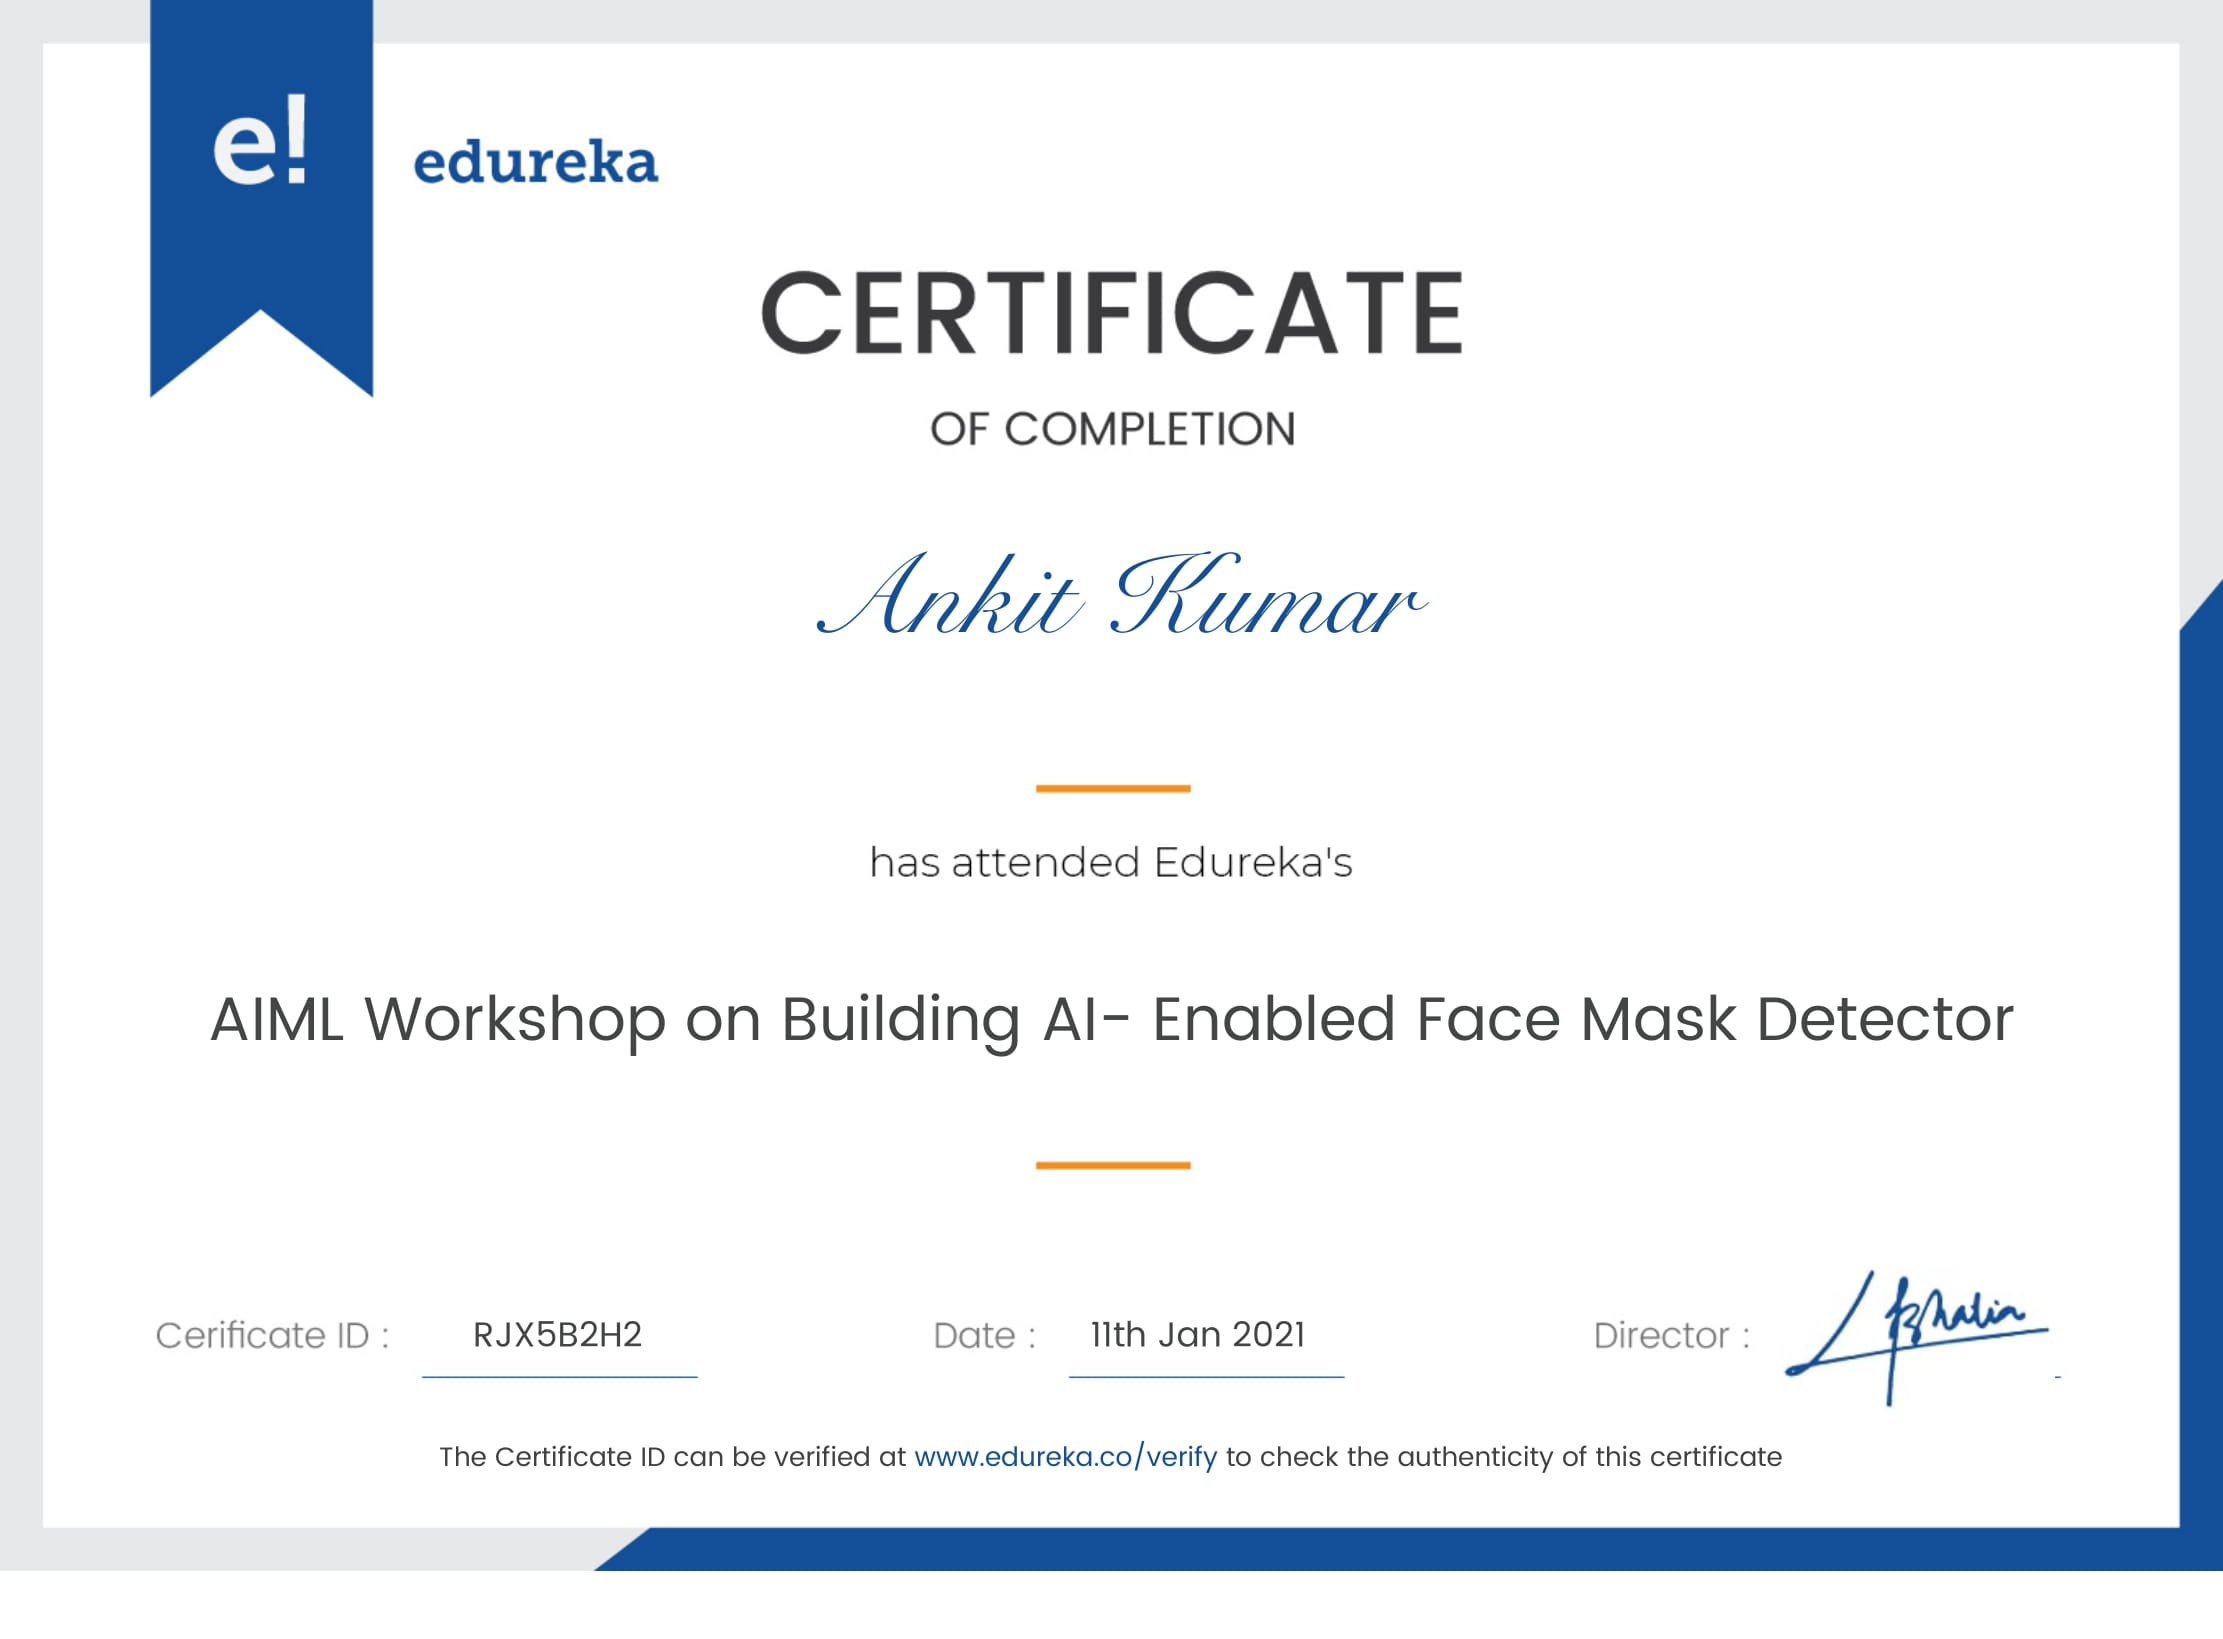 e!
edureka
CERTIFICATE
OF COMPLETION
Ankit Kumar
has attended Edureka's
AIML Workshop on Building AI- Enabled Face Mask Detector
Cerificate ID : RJX5B2H2
Date : 11th Jan 2021
Director :
The Certificate ID can be verified at www.edureka.co/verify to check the authenticity of this certificate